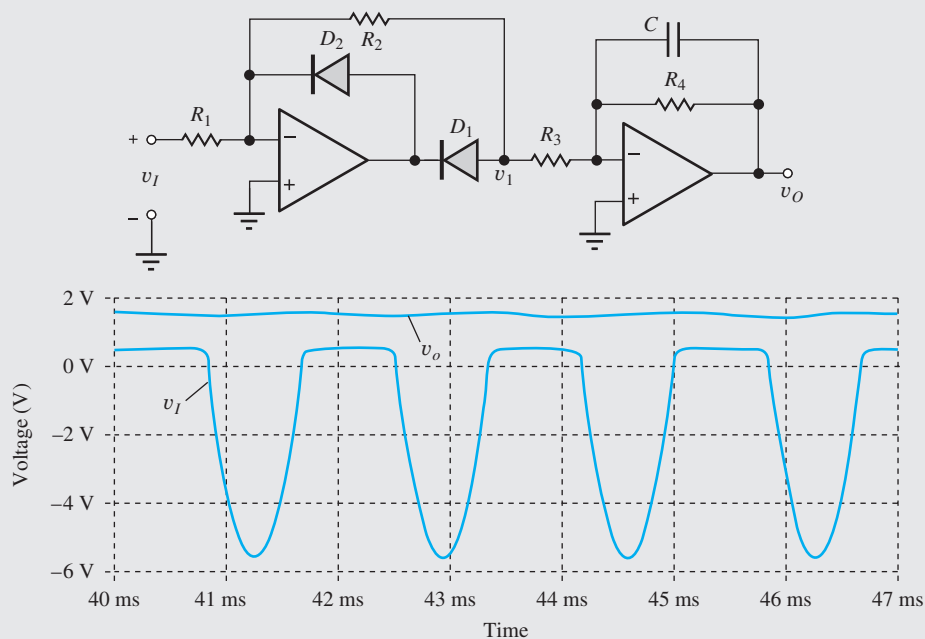 C
D2
R2
R4
R1
D1
R3
+
−
−
vI
+
v1
+
vO
−
2 V
vo
0 V
vI
Voltage (V)
−2 V
−4 V
−6 V
40 ms 41 ms 42 ms 43 ms 44 ms 45 ms 46 ms 47 ms
Time